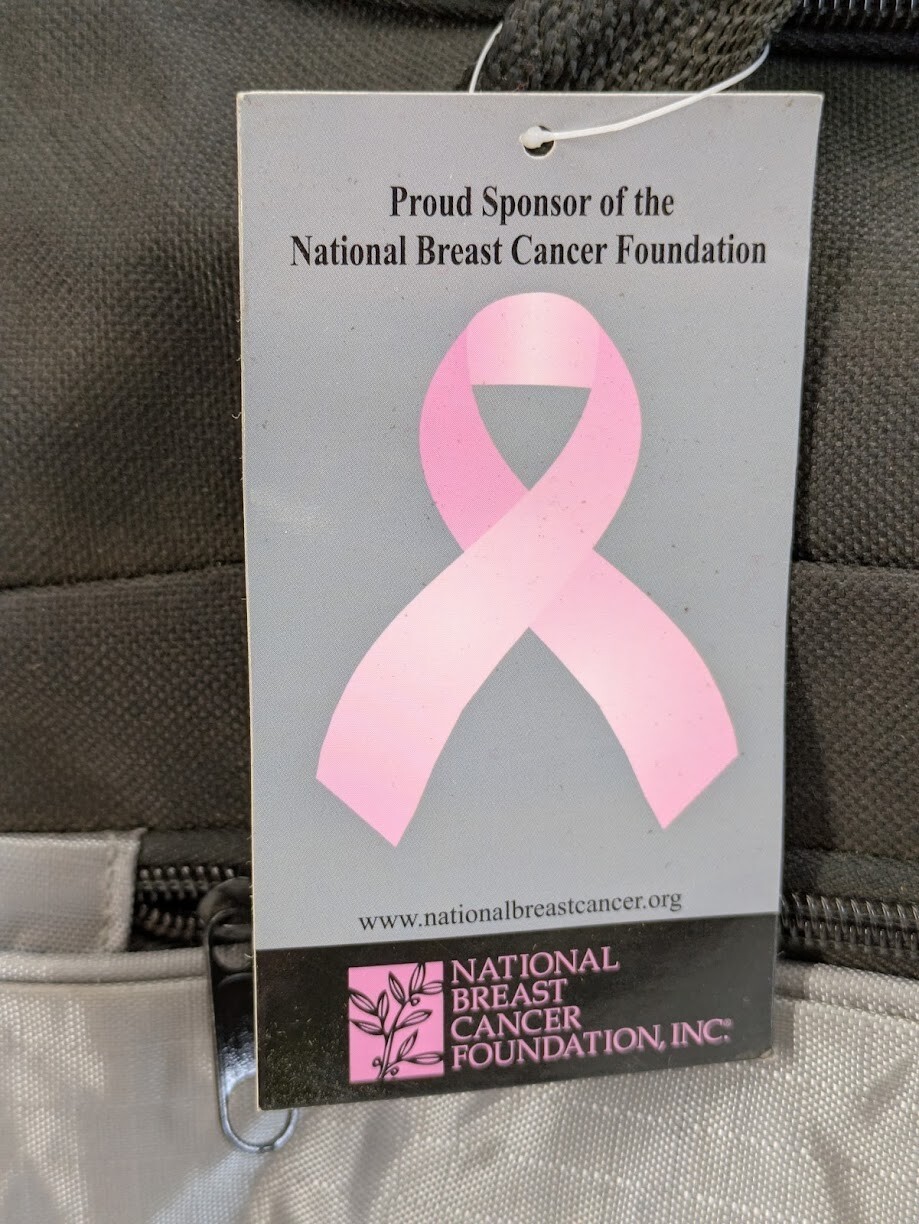 Proud Sponsor of the
National Breast Cancer Foundation
www.nationalbreastcancer.org
NATIONAL
BREAST
CANCER
FOUNDATION, INC.®